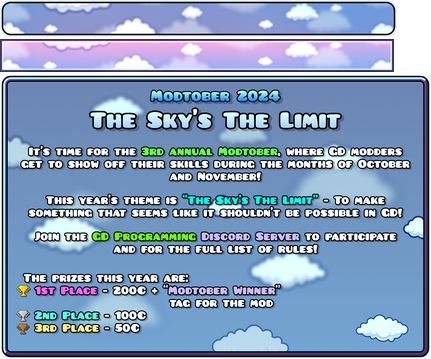 Modtober 2024
The Sky's The Limit
It's time for the 3rd annual Modtober, where GD modders
get to show off their skills during the months of October
and November!
This year's theme is "The Sky's The Limit" - To make
something that seems like it shouldn't be possible in GD!
Join the GD Programming Discord Server to participate
and for the full list of rules!
The prizes this year are:
1st Place - 200€ + "Modtober Winner"
tag for the mod
2nd Place - 100€
3rd Place - 50€